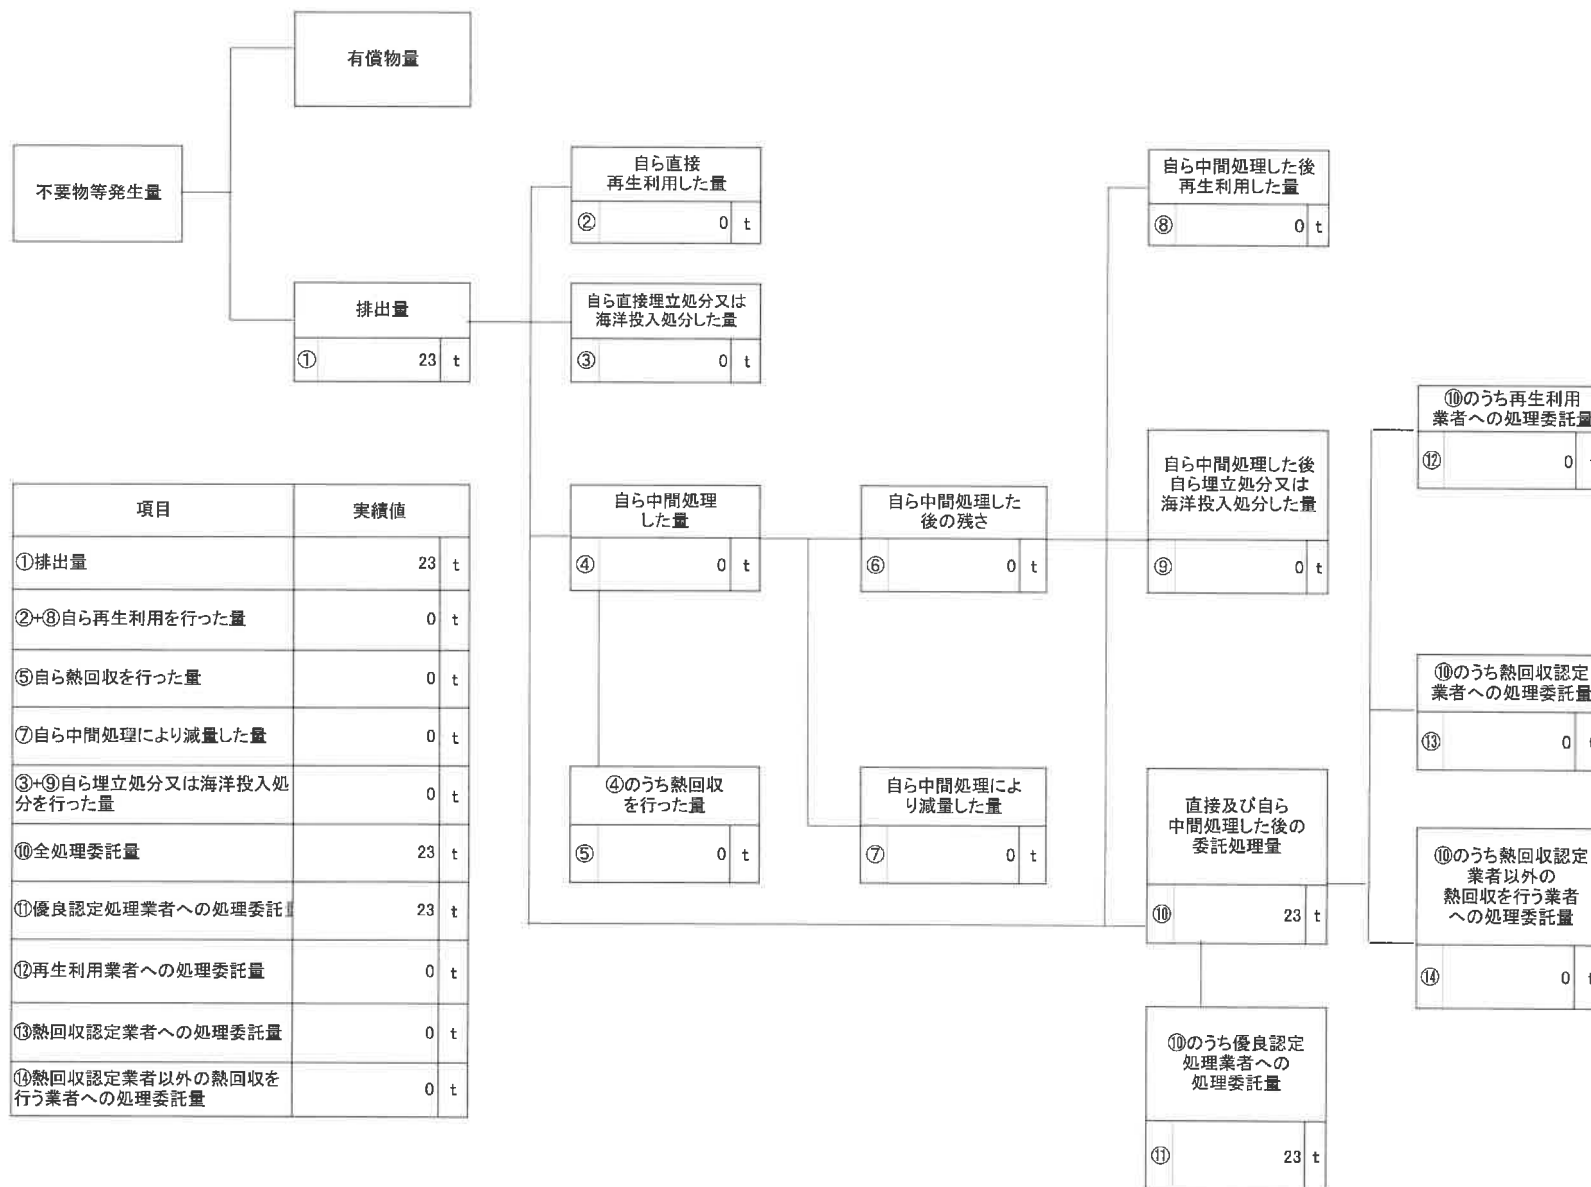 有償物量
不要物等発生量
排出量
① 23 t
自ら直接
再生利用した量
② 0 t
自ら直接埋立処分又は
海洋投入処分した量
③ 0 t
自ら中間処理
した量
④ 0 t
④のうち熱回収
を行った量
⑤ 0 t
自ら中間処理した
後の残さ
⑥ 0 t
自ら中間処理によ
り減量した量
⑦ 0 t
自ら中間処理した後
再生利用した量
⑧ 0 t
自ら中間処理した後
自ら埋立処分又は
海洋投入処分した量
⑨ 0 t
直接及び自ら
中間処理した後の
委託処理量
⑩ 23 t
⑩のうち優良認定
処理業者への
処理委託量
⑪ 23 t
⑩のうち再生利用
業者への処理委託量
⑫ 0
⑩のうち熱回収認定
業者への処理委託量
⑬ 0
⑩のうち熱回収認定
業者以外の
熱回収を行う業者
への処理委託量
⑭ 0
項目 実績値
①排出量 23 t
②+⑧自ら再生利用を行った量 0 t
⑤自ら熱回収を行った量 0 t
⑦自ら中間処理により減量した量 0 t
③+⑨自ら埋立処分又は海洋投入処
分を行った量 0 t
⑩全処理委託量 23 t
⑪優良認定処理業者への処理委託 23 t
⑫再生利用業者への処理委託量 0 t
⑬熱回収認定業者への処理委託量 0 t
⑭熱回収認定業者以外の熱回収を
行う業者への処理委託量 0 t